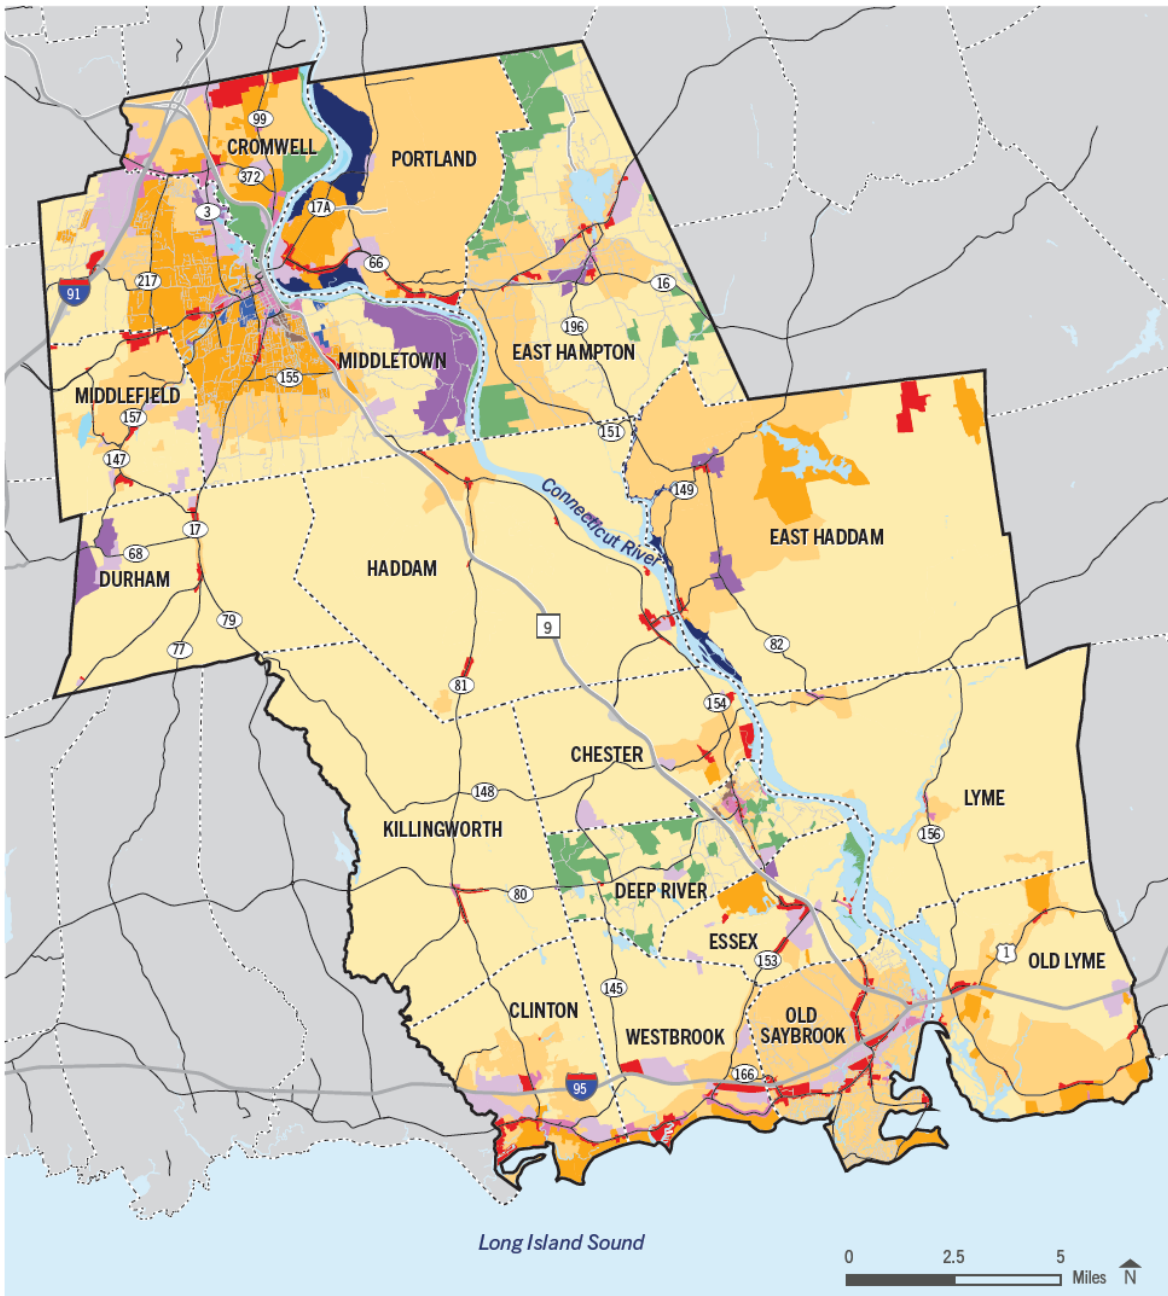 99
CROMWELL
PORTLAND
372
17A
3
66
217
91
16
196
MIDDLETOWN
EAST HAMPTON
155
MIDDLEFIELD
157
151
147
149
Connecticut River
17
EAST HADDAM
68
HADDAM
DURHAM
79
9
77
82
81
154
CHESTER
148
LYME
KILLINGWORTH
156
80
DEEP RIVER
ESSEX
1
OLD LYME
153
145
CLINTON
OLD
SAYBROOK
WESTBROOK
166
95
Long Island Sound
0 2.5 5
Miles N